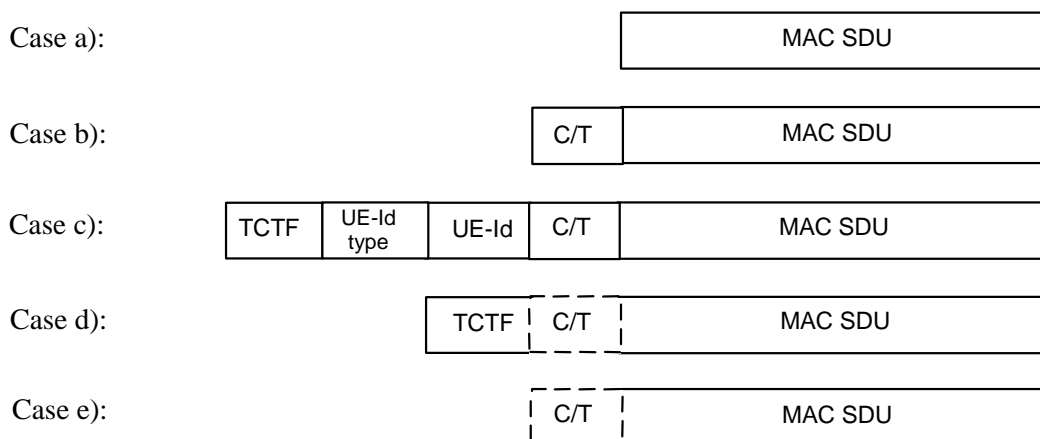 Case a): MAC SDU
Case b): C/T MAC SDU
Case c): TCTF UE-Id type UE-Id C/T MAC SDU
Case d): TCTF C/T MAC SDU
Case e): C/T MAC SDU